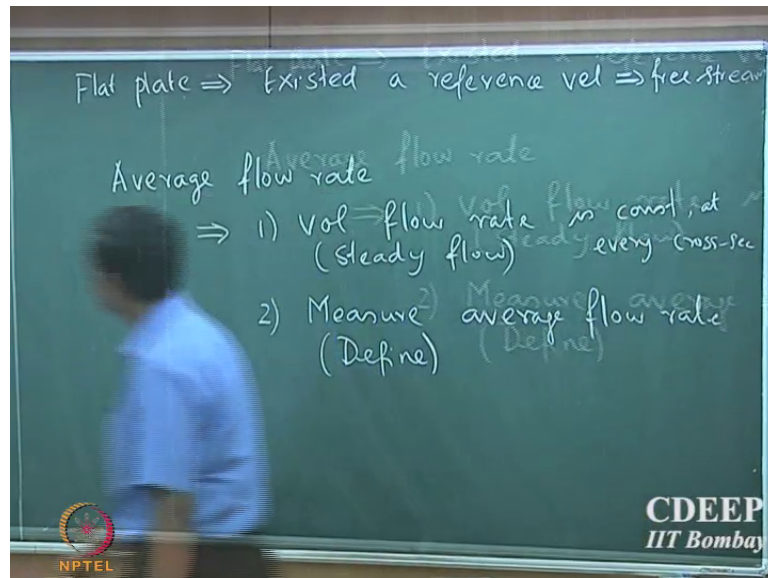 Flat plate ⇒ Existed a reference vel ⇒ free stream
Average flow rate
⇒ 1) Vol flow rate is const, at
(Steady flow) every cross-sec
2) Measure average flow rate
(Define)
NPTEL
CDEEP
IIT Bombay